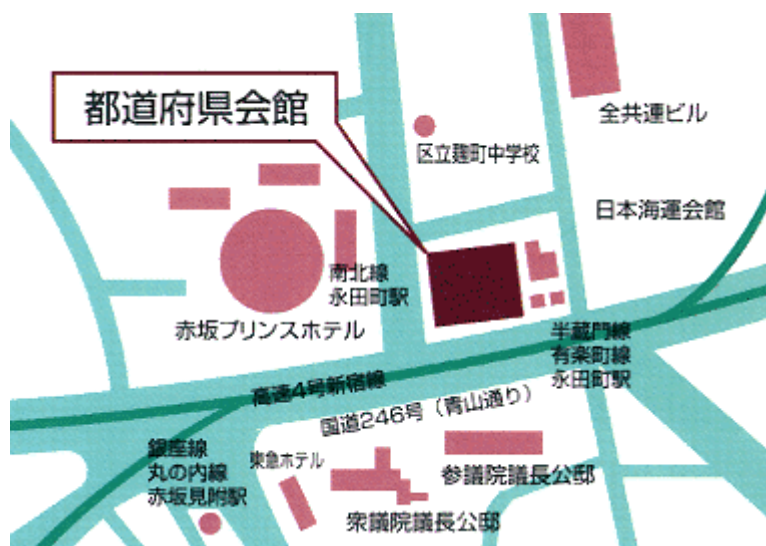 都道府県会館
全共連ビル
区立麹町中学校
日本海運会館
南北線
永田町駅
赤坂プリンスホテル
半蔵門線
有楽町線
永田町駅
高速4号新宿線
国道246号(青山通り)
銀座線
丸の内線
赤坂見附駅
東急ホテル
参議院議長公邸
衆議院議長公邸